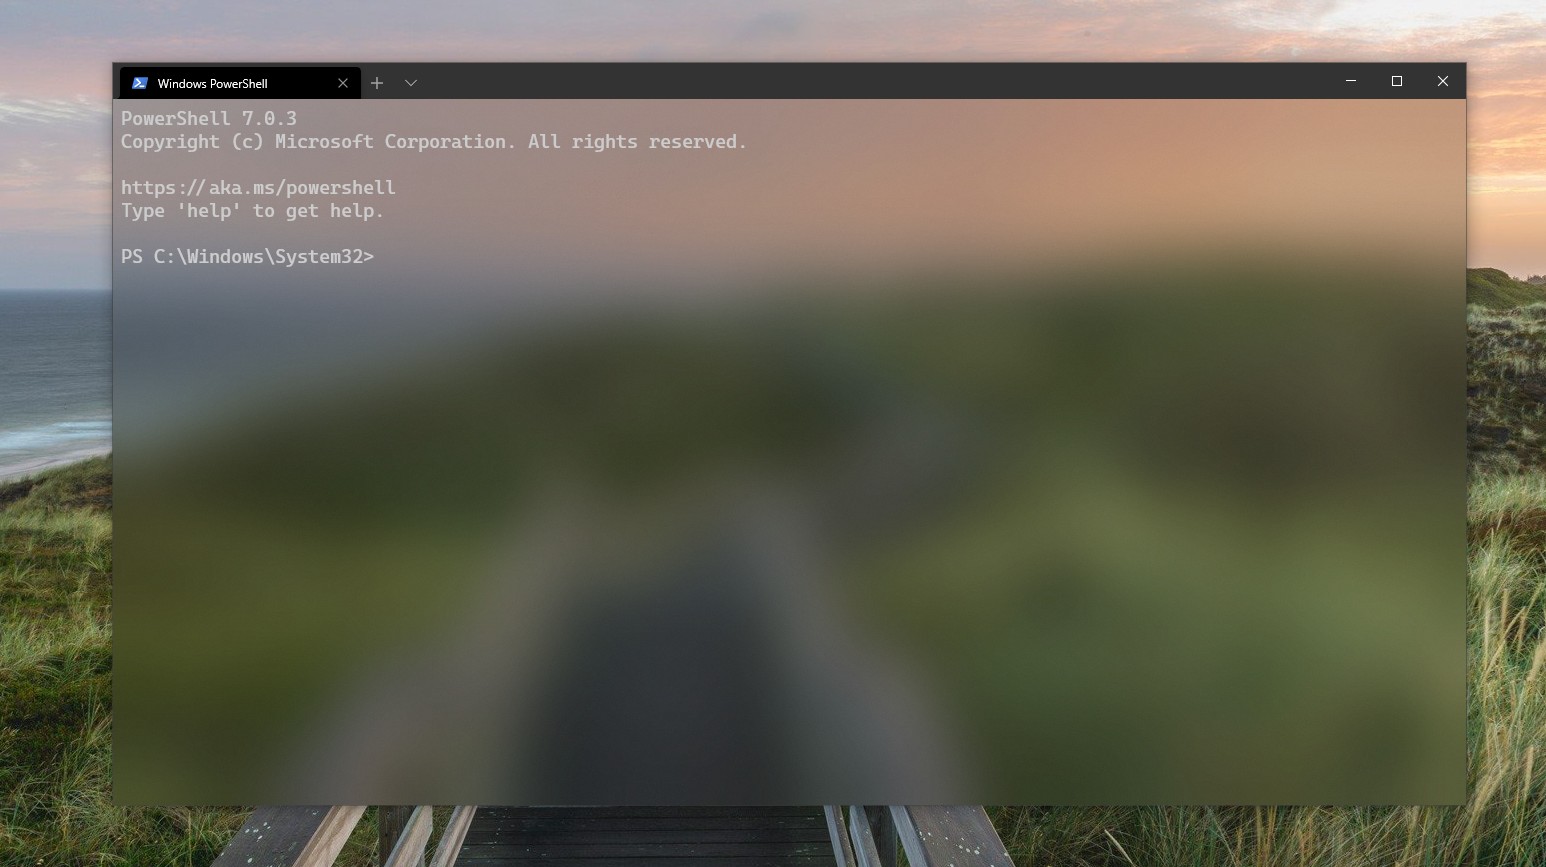 Windows PowerShell
PowerShell 7.0.3
Copyright (c) Microsoft Corporation. All rights reserved.
https://aka.ms/powershell
Type 'help' to get help.
PS C:\Windows\System32>